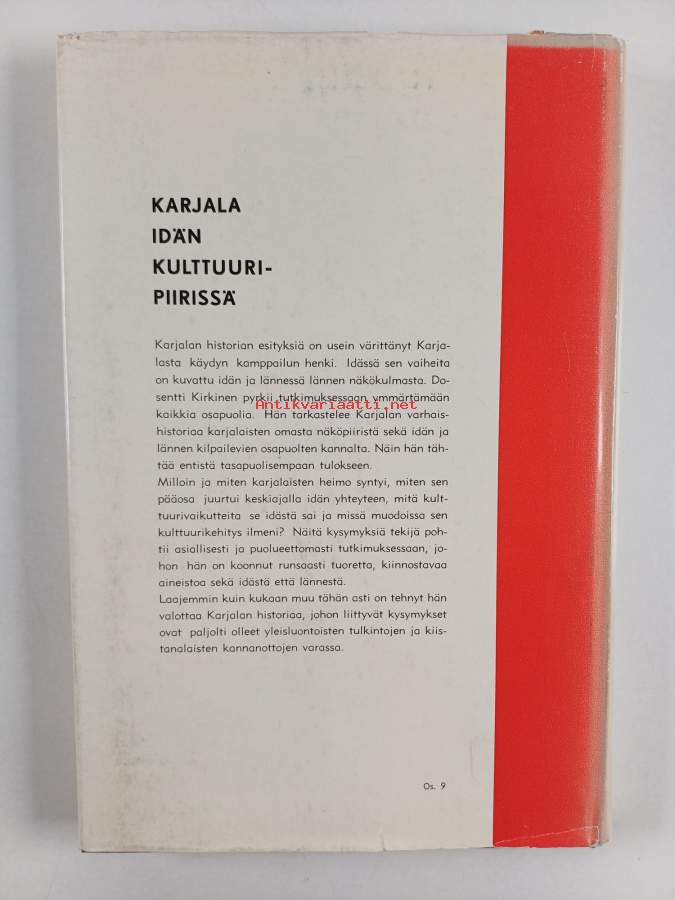 KARJALA
IDÄN
KULTTUURI-
PIIRISSÄ
Karjalan historian esityksiä on usein värittänyt Karja-
lasta käydyn kamppailun henki. Idässä sen vaiheita
on kuvattu idän ja lännessä lännen näkökulmasta. Do-
sentti Kirkinen pyrkii tutkimuksessaan ymmärtämään
Antikvariaatti.net
kaikkia osapuolia. Hän tarkastelee Karjalan varhais-
historiaa karjalaisten omasta näköpiiristä sekä idän ja
lännen kilpailevien osapuolten kannalta. Näin hän täh-
tää entistä tasapuolisempaan tulokseen.
Milloin ja miten karjalaisten heimo syntyi, miten sen
pääosa juurtui keskiajalla idän yhteyteen, mitä kult-
tuurivaikutteita se idästä sai ja missä muodoissa sen
kulttuurikehitys ilmeni? Näitä kysymyksiä tekijä poh-
tii asiallisesti ja puolueettomasti tutkimuksessaan, jo-
hon hän on koonnut runsaasti tuoretta, kiinnostavaa
aineistoa sekä idästä että lännestä.
Laajemmin kuin kukaan muu tähän asti on tehnyt hän
valottaa Karjalan historiaa, johon liittyvät kysymykset
ovat paljolti olleet yleisluontoisten tulkintojen ja kiis-
tanalaisten kannanottojen varassa.
Os. 9